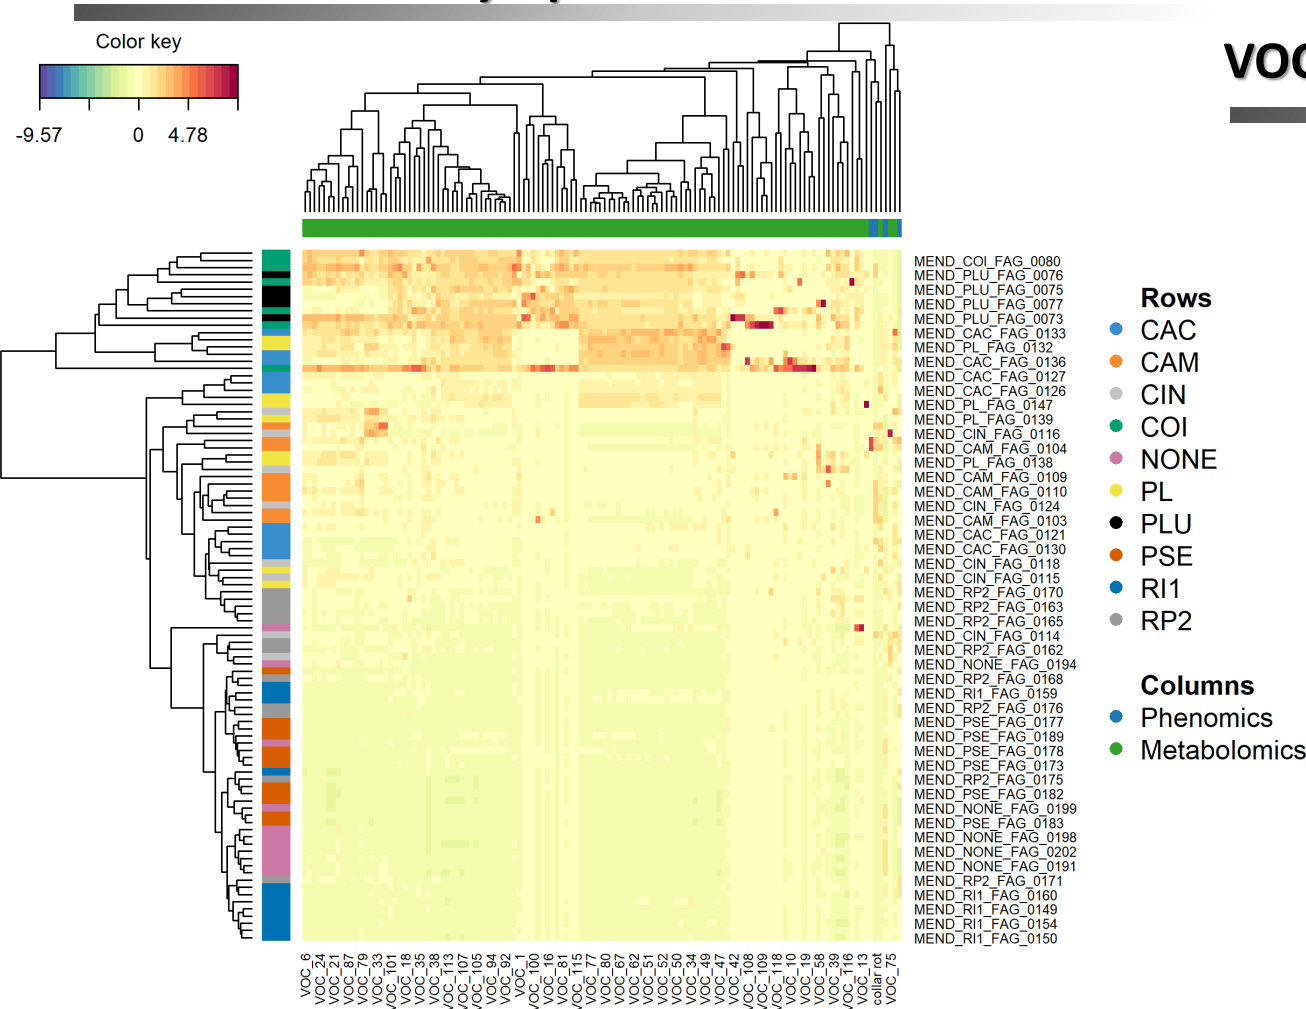 Color key
-9.57 0 4.78
VOC
MEND_COI_FAG_0080
MEND_PLU_FAG_0076
MEND_PLU_FAG_0075
MEND_PLU_FAG_0077
MEND_PLU_FAG_0073
MEND_CAC_FAG_0133
MEND_PL_FAG_0132
MEND_CAC_FAG_0136
MEND_CAC_FAG_0127
MEND_CAC_FAG_0126
MEND_PL_FAG_0147
MEND_PL_FAG_0139
MEND_CIN_FAG_0116
MEND_CAM_FAG_0104
MEND_PL_FAG_0138
MEND_CAM_FAG_0109
MEND_CAM_FAG_0110
MEND_CIN_FAG_0124
MEND_CAM_FAG_0103
MEND_CAC_FAG_0121
MEND_CAC_FAG_0130
MEND_CIN_FAG_0118
MEND_CIN_FAG_0115
MEND_RP2_FAG_0170
MEND_RP2_FAG_0163
MEND_RP2_FAG_0165
MEND_CIN_FAG_0114
MEND_RP2_FAG_0162
MEND_NONE_FAG_0194
MEND_RP2_FAG_0168
MEND_RI1_FAG_0159
MEND_RP2_FAG_0176
MEND_PSE_FAG_0177
MEND_PSE_FAG_0189
MEND_PSE_FAG_0178
MEND_PSE_FAG_0173
MEND_RP2_FAG_0175
MEND_PSE_FAG_0182
MEND_NONE_FAG_0199
MEND_PSE_FAG_0183
MEND_NONE_FAG_0198
MEND_NONE_FAG_0202
MEND_NONE_FAG_0191
MEND_RP2_FAG_0171
MEND_RI1_FAG_0160
MEND_RI1_FAG_0149
MEND_RI1_FAG_0154
MEND_RI1_FAG_0150
VOC_6
VOC_24
VOC_21
VOC_87
VOC_79
VOC_33
VOC_101
VOC_18
VOC_35
VOC_38
VOC_113
VOC_107
VOC_105
VOC_94
VOC_92
VOC_1
VOC_100
VOC_16
VOC_81
VOC_115
VOC_77
VOC_80
VOC_67
VOC_62
VOC_51
VOC_52
VOC_50
VOC_34
VOC_49
VOC_47
VOC_42
VOC_108
VOC_109
VOC_118
VOC_10
VOC_19
VOC_58
VOC_39
VOC_116
VOC_13
collar rot
VOC_75
Rows
CAC
CAM
CIN
COI
NONE
PL
PLU
PSE
RI1
RP2
Columns
Phenomics
Metabolomics